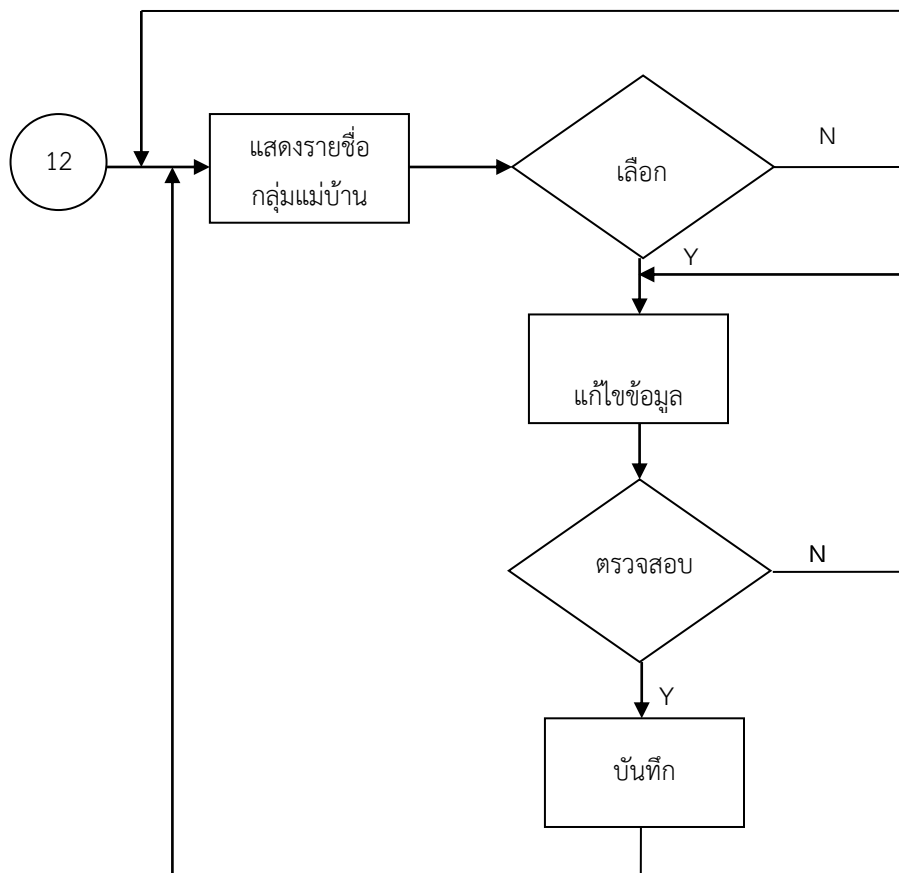 12
แสดงรายชื่อ
กลุ่มแม่บ้าน
เลือก
N
Y
แก้ไขข้อมูล
ตรวจสอบ
N
Y
บันทึก